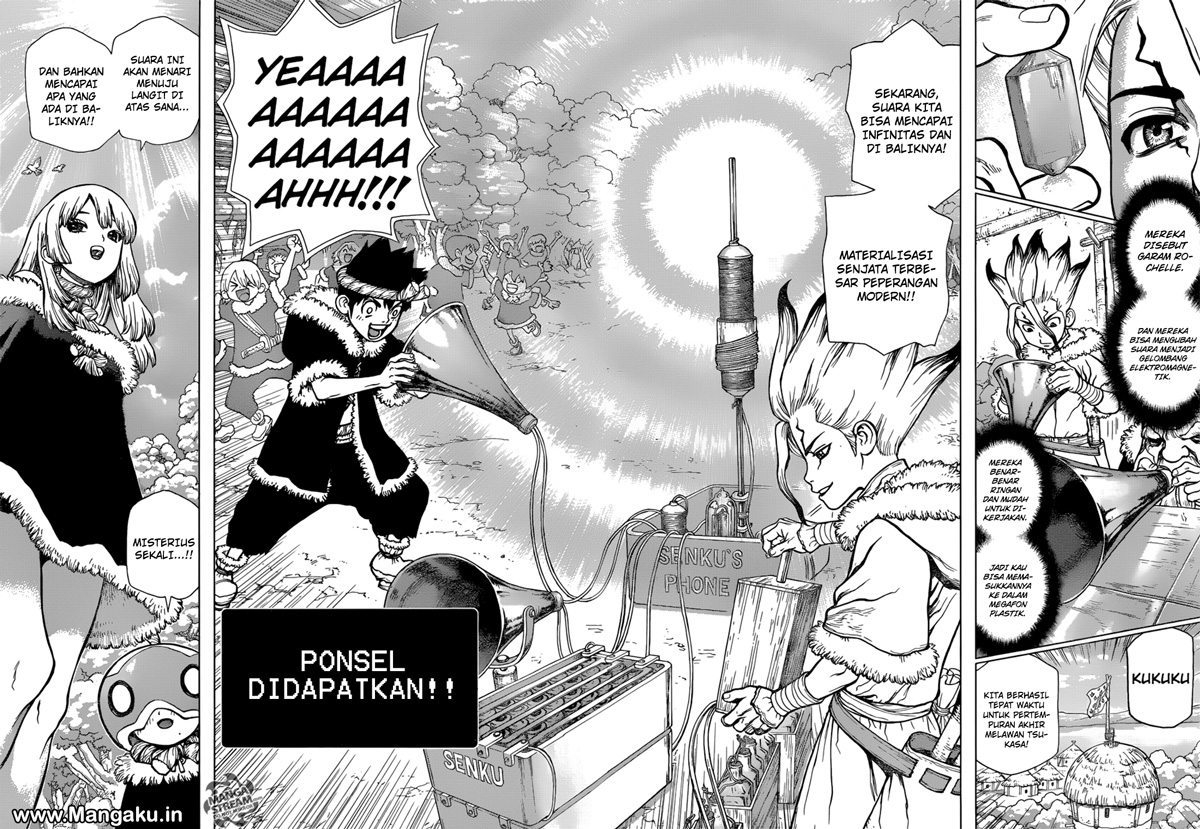 MEREKA
DISEBUT
GARAM RO-
CHELLE.
DAN MEREKA
BISA MENGUBAH
SUARA MENJADI
GELOMBANG
ELEKTROMAGNE-
TIK.
MEREKA
BENAR-
BENAR
RINGAN
DAN MUDAH
UNTUK DI-
KERJAKAN.
JADI KAU
BISA MEMA-
SUKKANNYA
KE DALAM
MEGAFON
PLASTIK.
KUKUKU
KITA BERHASIL
TEPAT WAKTU
UNTUK PERTEM-
PURAN AKHIR
MELAWAN TSU-
KASA!
SEKARANG,
SUARA KITA
BISA MENCAPAI
INFINITAS DAN
DI BALIKNYA!
MATERIALISASI
SENJATA TERBE-
SAR PEPERANGAN
MODERN!!
YEAAAA
AAAAAA
AAAAAA
AHHH!!!
SENKU'S
PHONE
SENKU
PONSEL
DIDAPATKAN!!
SUARA INI
AKAN MENARI
MENUJU
LANGIT DI
ATAS SANA...
DAN BAHKAN
MENCAPAI
APA YANG
ADA DI BA-
LIKNYA!!
MISTERIUS
SEKALI...!!
MANGA
STREAM
www.Mangaku.in